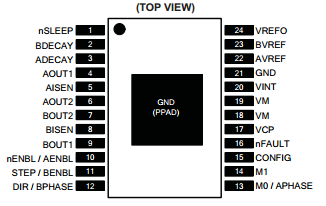 (TOP VIEW)
nSLEEP 1 24 VREFO
BDECAY 2 23 BVREF
ADECAY 3 22 AVREF
AOUT1 4 21 GND
AISEN 5 20 VINT
AOUT2 6 19 VM
BOUT2 7 18 VM
BISEN 8 17 VCP
BOUT1 9 16 nFAULT
nENBL / AENBL 10 15 CONFIG
STEP / BENBL 11 14 M1
DIR / BPHASE 12 13 M0 / APHASE
GND
(PPAD)